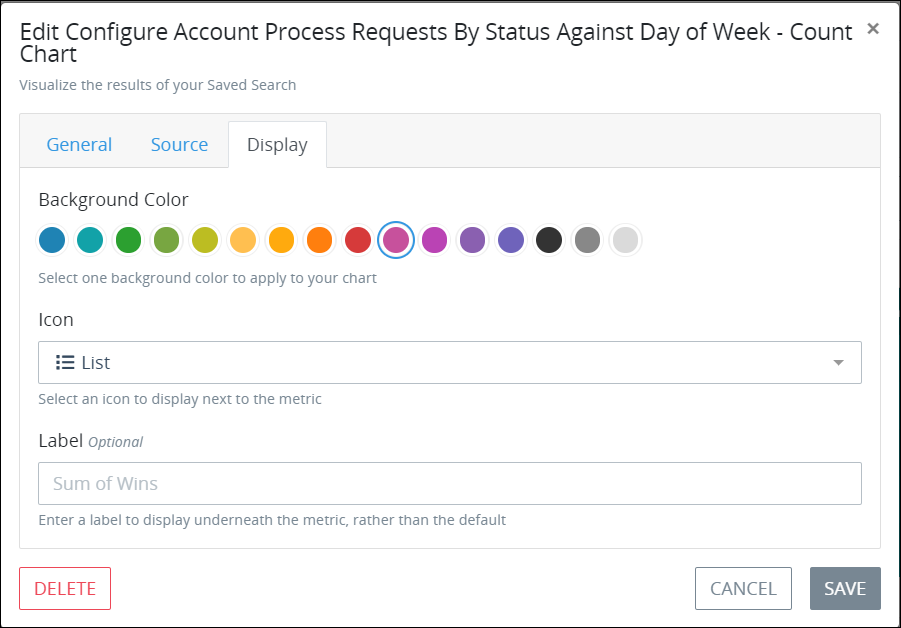 Edit Configure Account Process Requests By Status Against Day of Week - Count
Chart
×
Visualize the results of your Saved Search
General Source Display
Background Color
Select one background color to apply to your chart
Icon
List
Select an icon to display next to the metric
Label Optional
Sum of Wins
Enter a label to display underneath the metric, rather than the default
DELETE CANCEL SAVE